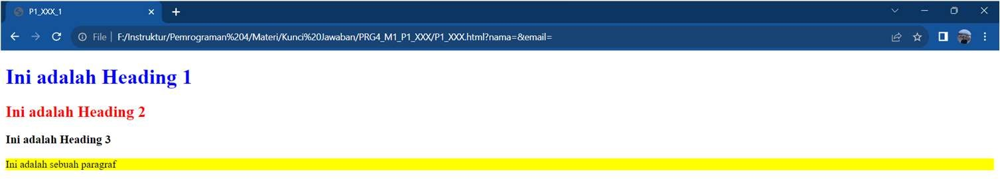 P1_XXX_1
File F:/Instruktur/Pemrograman%204/Materi/Kunci%20Jawaban/PRG4_M1_P1_XXX/P1_XXX.html?nama=&email=
Ini adalah Heading 1
Ini adalah Heading 2
Ini adalah Heading 3
Ini adalah sebuah paragraf